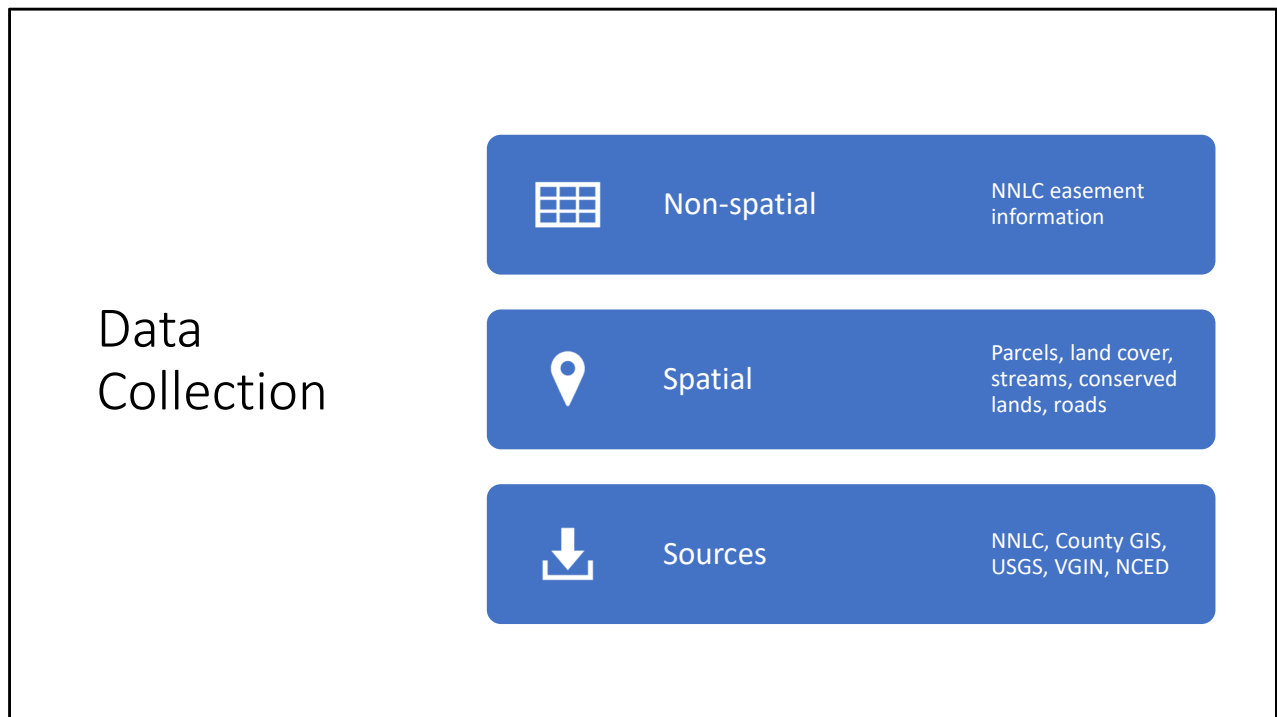 Data
Collection
Non-spatial
NNLC easement
information
Spatial
Parcels, land cover,
streams, conserved
lands, roads
Sources
NNLC, County GIS,
USGS, VGIN, NCED